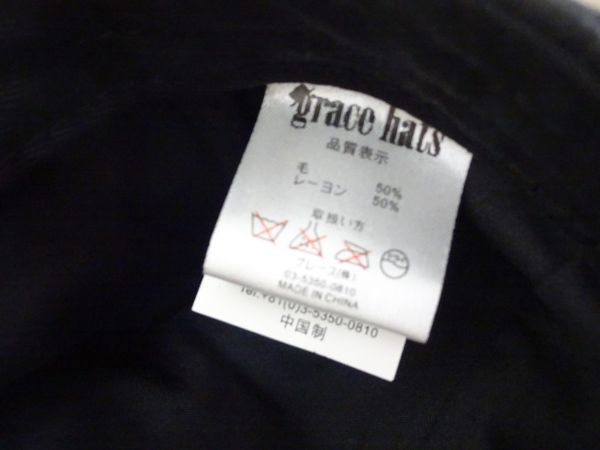 grace hats
品質表示
毛 50%
レーヨン 50%
取扱い方
ブレース(株)
03-5350-0810
MADE IN CHINA
Tel:+81(0)3-5350-0810
中国制